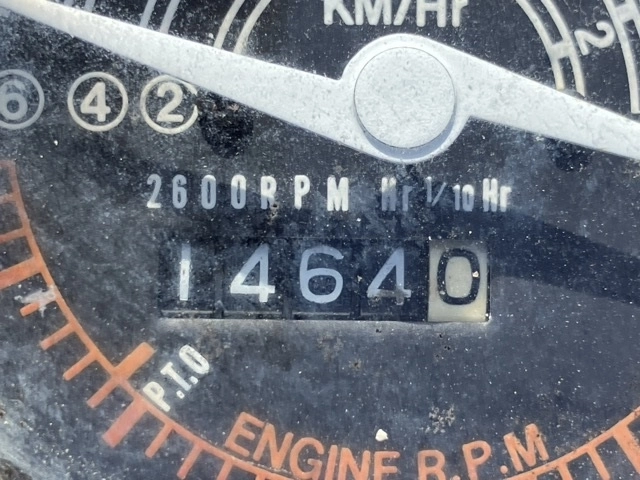 KM/Hr
2
6 4 2
2600RPM Hr 1/10 Hr
14640
P.T.O
ENGINE R.P.M